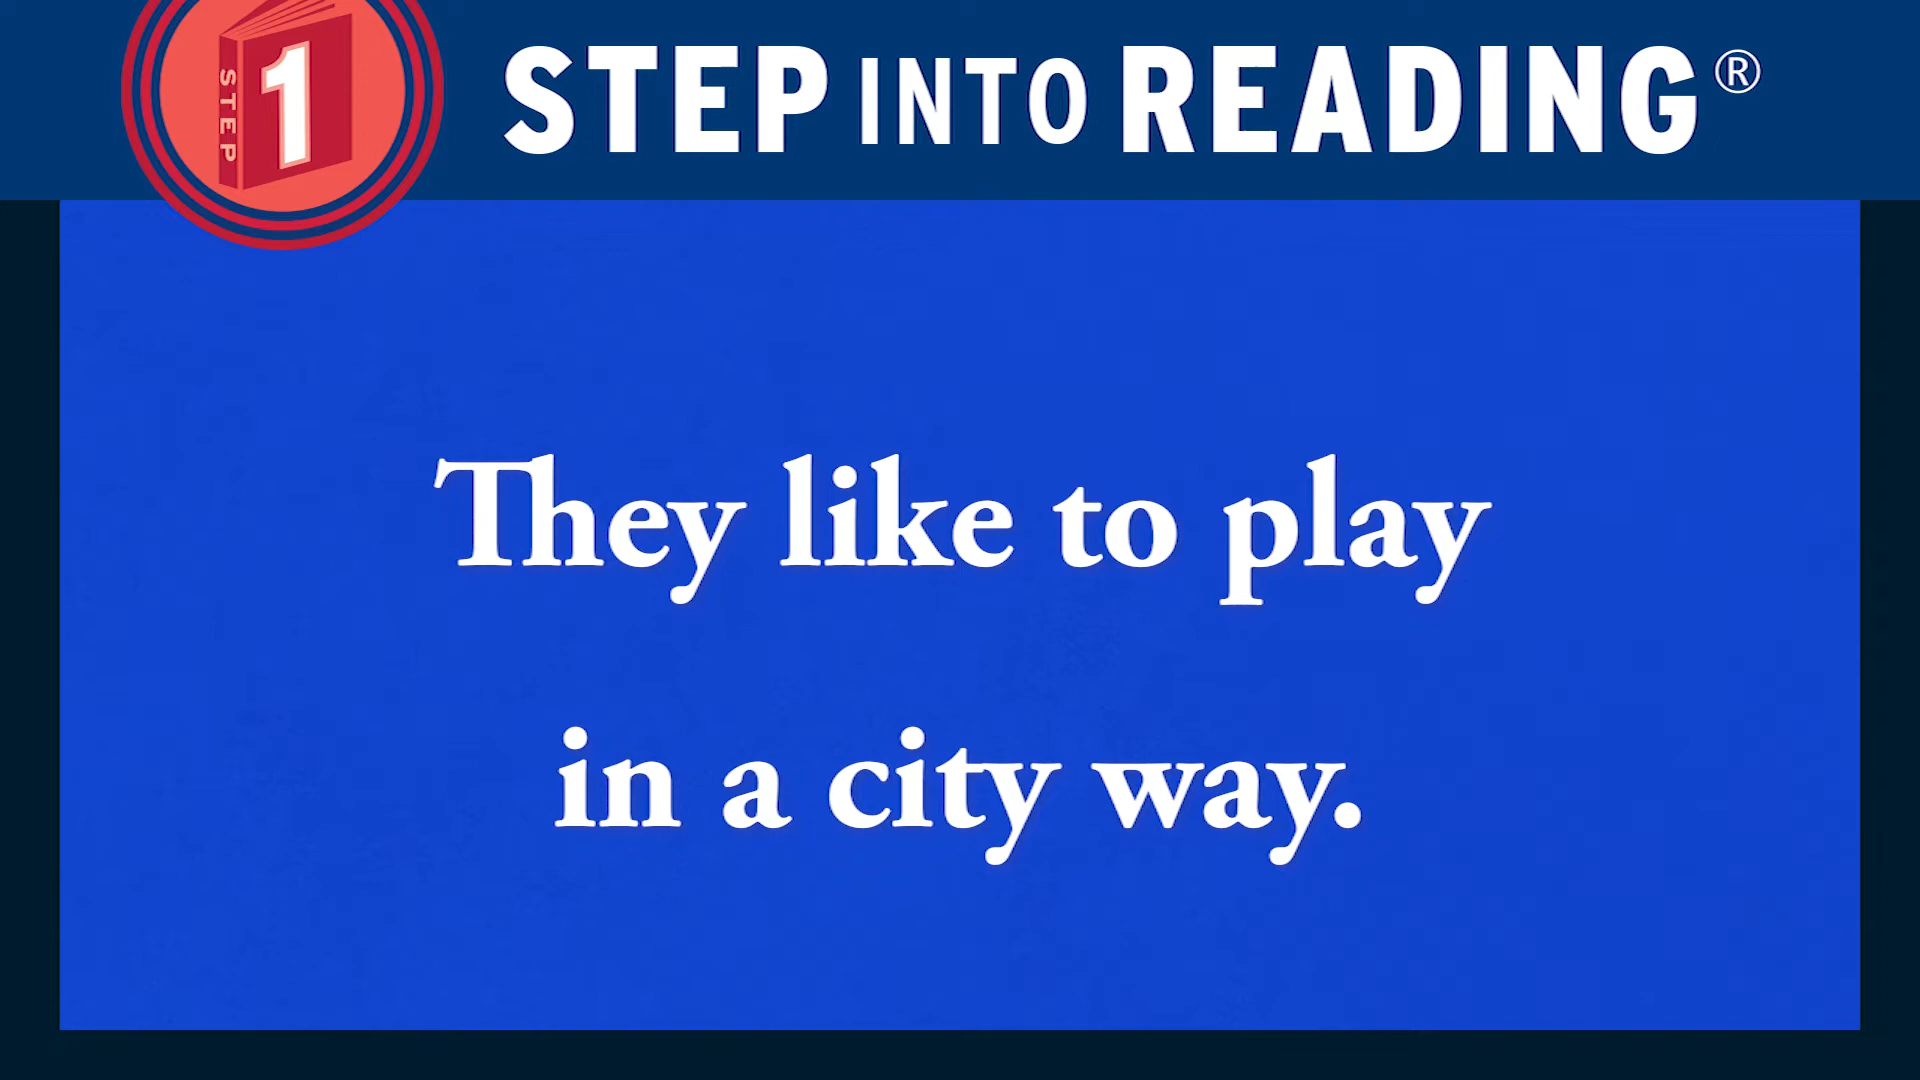 STEP 1
STEP INTO READING®
They like to play
in a city way.